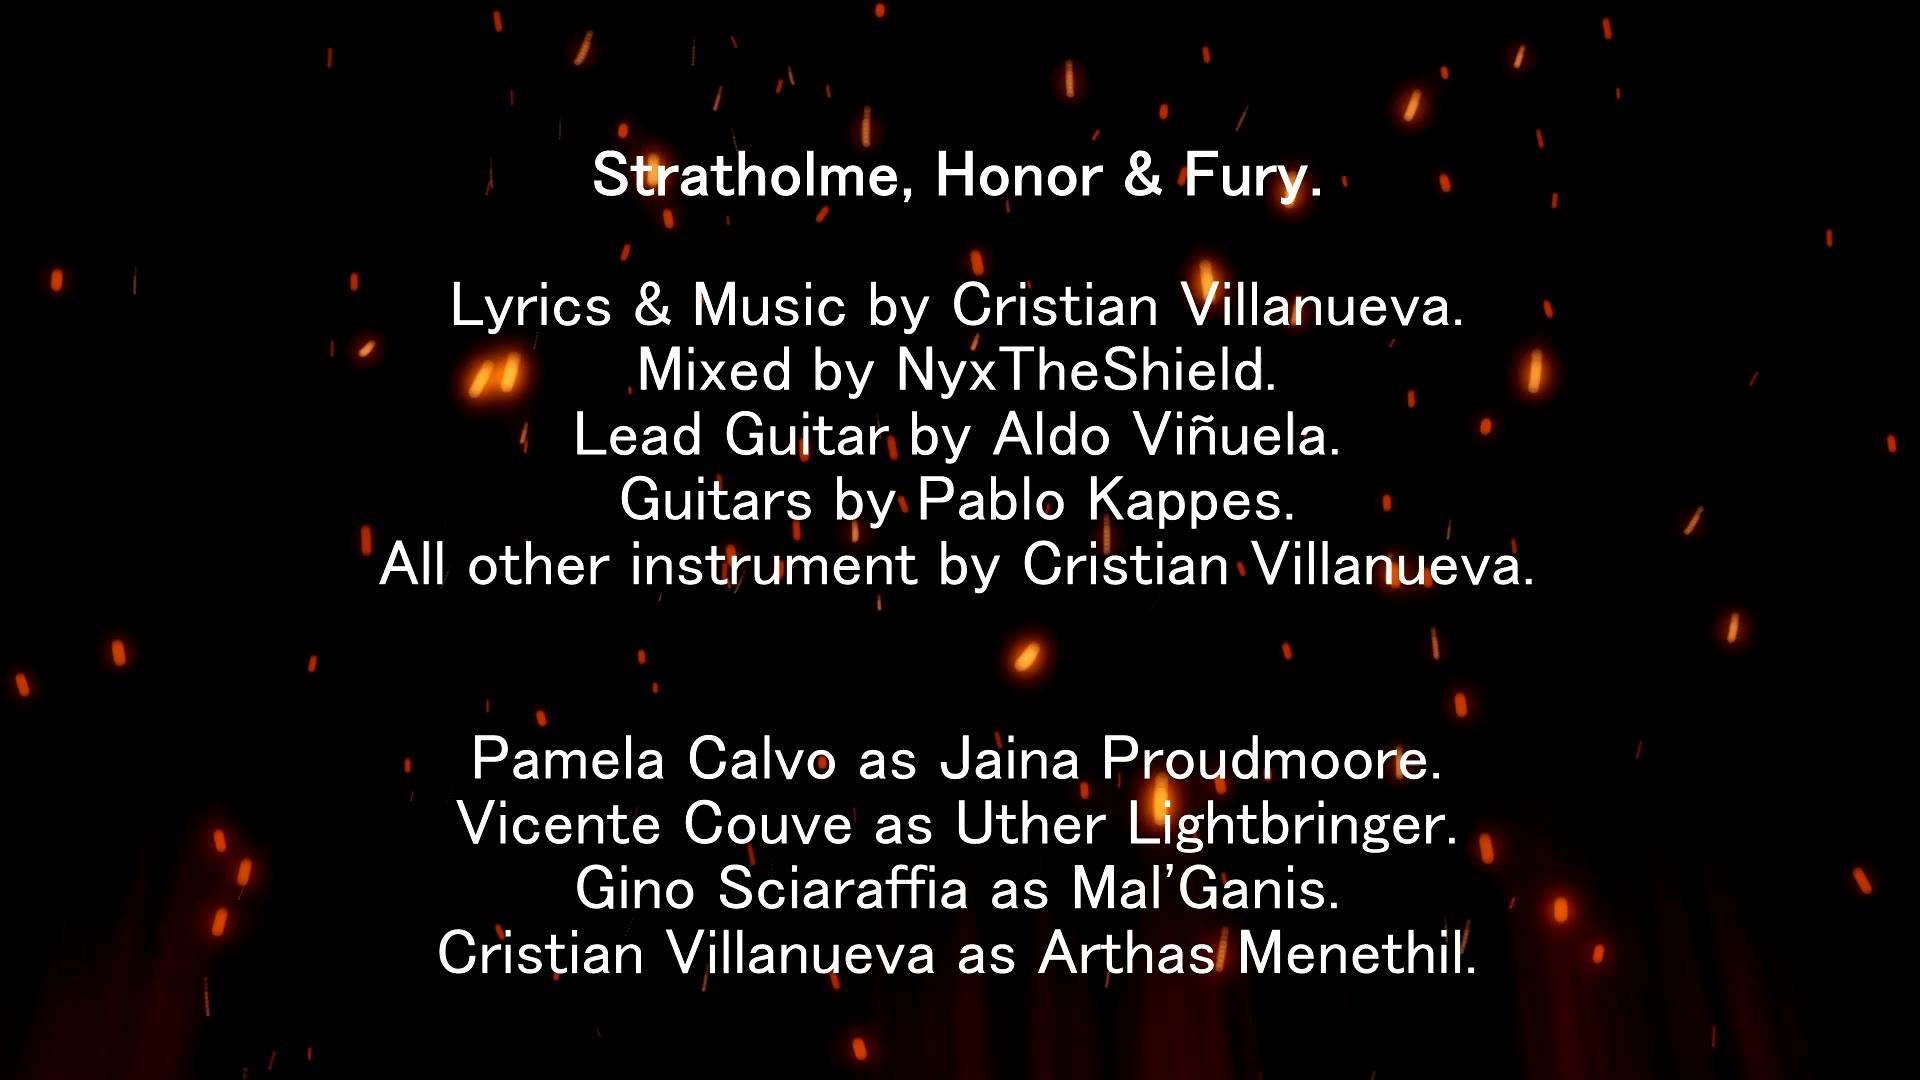 Stratholme, Honor & Fury.
Lyrics & Music by Cristian Villanueva.
Mixed by NyxTheShield.
Lead Guitar by Aldo Viñuela.
Guitars by Pablo Kappes.
All other instrument by Cristian Villanueva.
Pamela Calvo as Jaina Proudmoore.
Vicente Couve as Uther Lightbringer.
Gino Sciaraffia as Mal'Ganis.
Cristian Villanueva as Arthas Menethil.